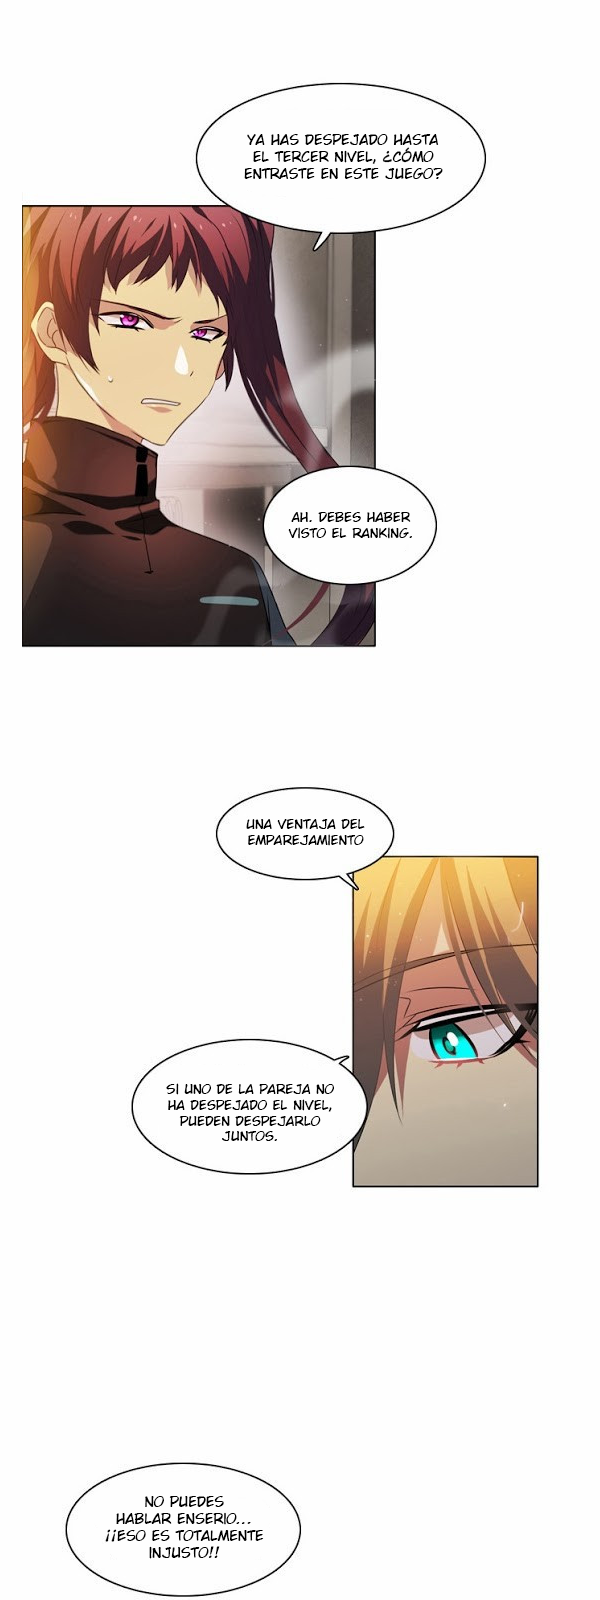 YA HAS DESPEJADO HASTA
EL TERCER NIVEL, ¿CÓMO
ENTRASTE EN ESTE JUEGO?
AH. DEBES HABER
VISTO EL RANKING.
UNA VENTAJA DEL
EMPAREJAMIENTO
SI UNO DE LA PAREJA NO
HA DESPEJADO EL NIVEL,
PUEDEN DESPEJARLO
JUNTOS.
NO PUEDES
HABLAR ENSERIO...
¡¡ESO ES TOTALMENTE
INJUSTO!!